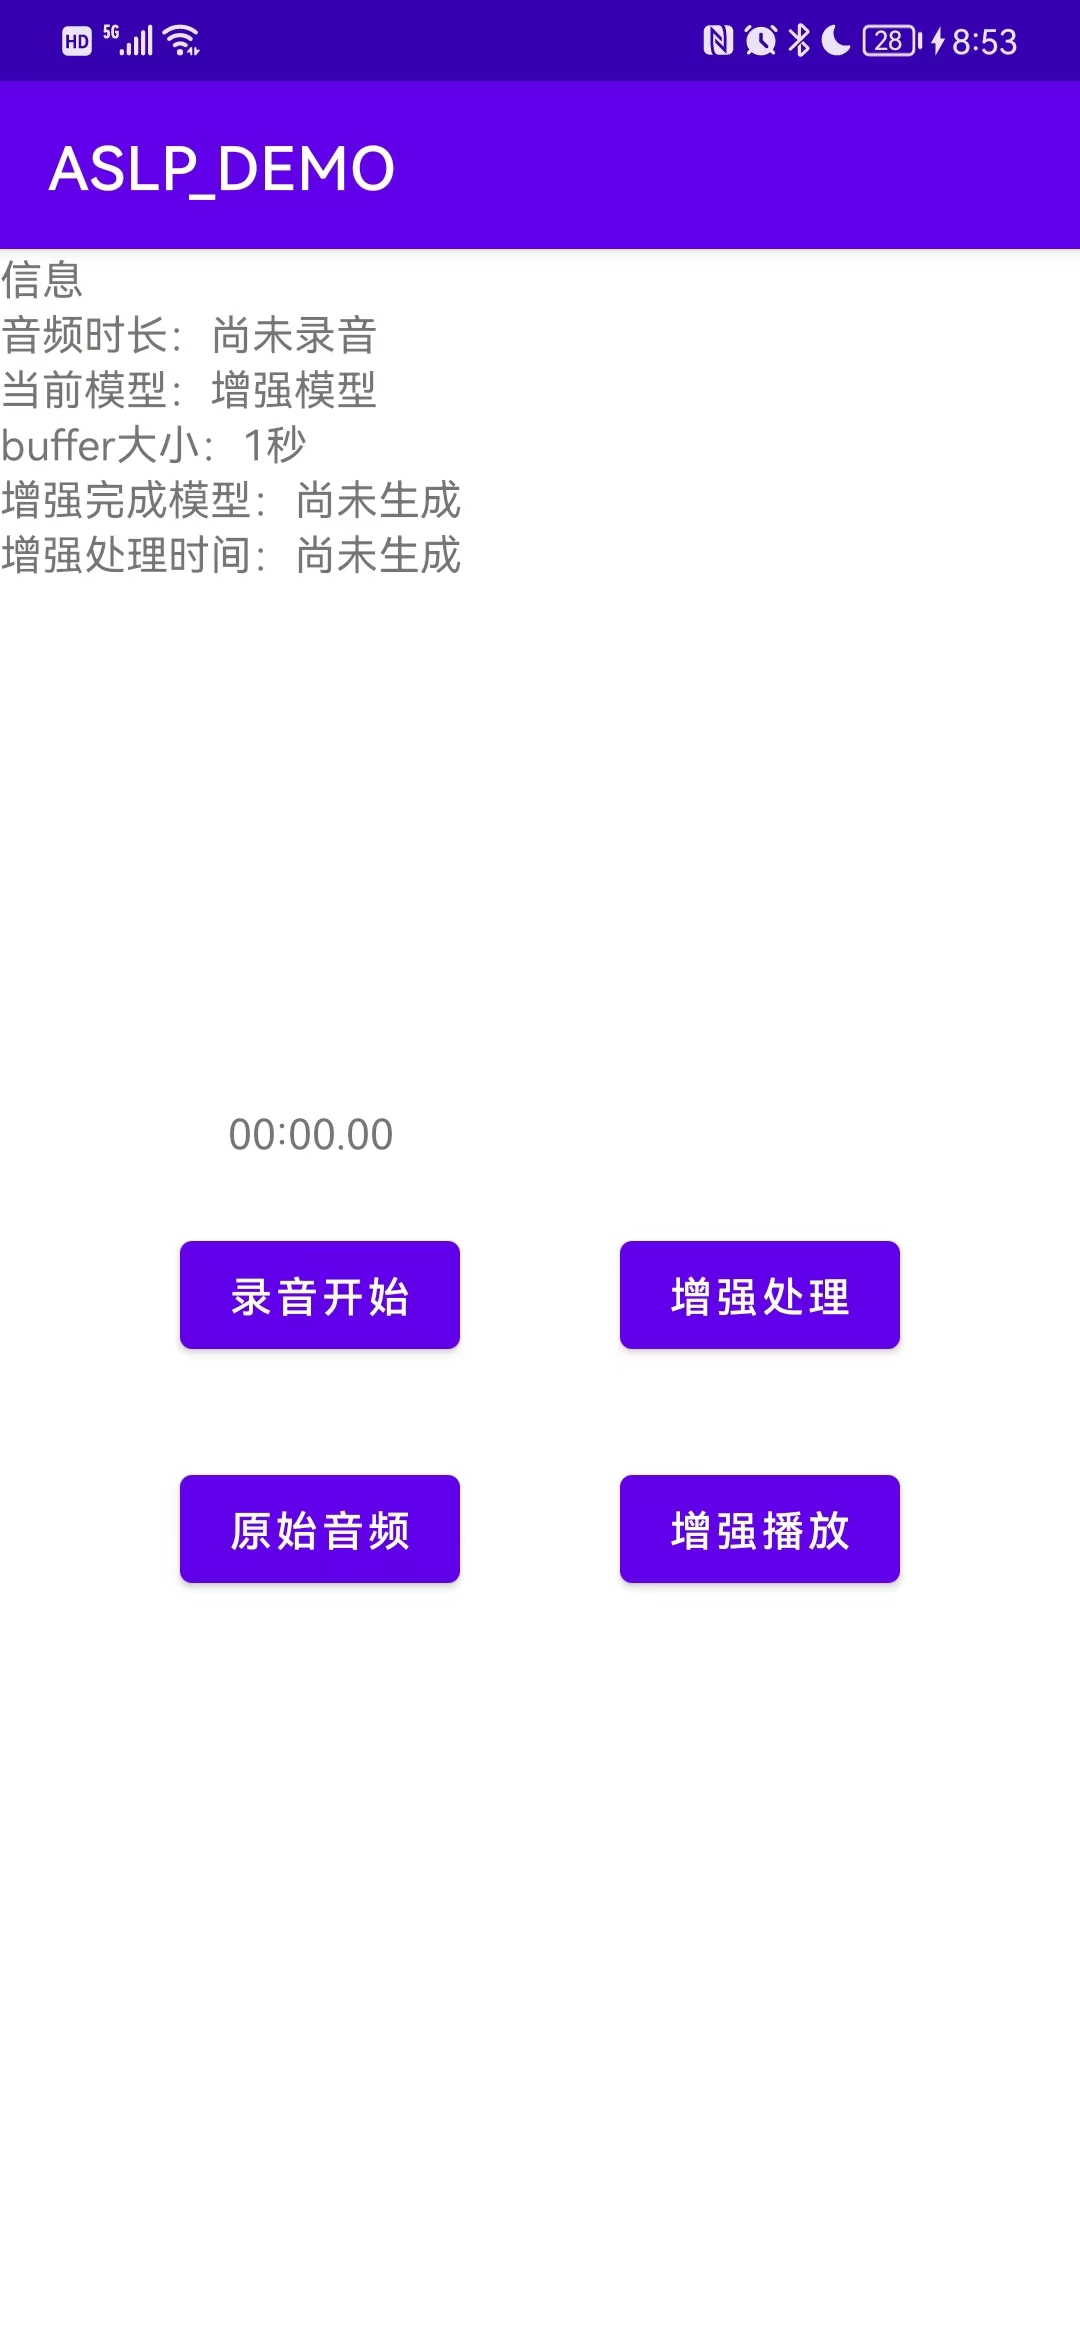 HD 5G 28 8:53
ASLP_DEMO
信息
音频时长：尚未录音
当前模型：增强模型
buffer大小：1秒
增强完成模型：尚未生成
增强处理时间：尚未生成
00:00.00
录音开始 增强处理
原始音频 增强播放